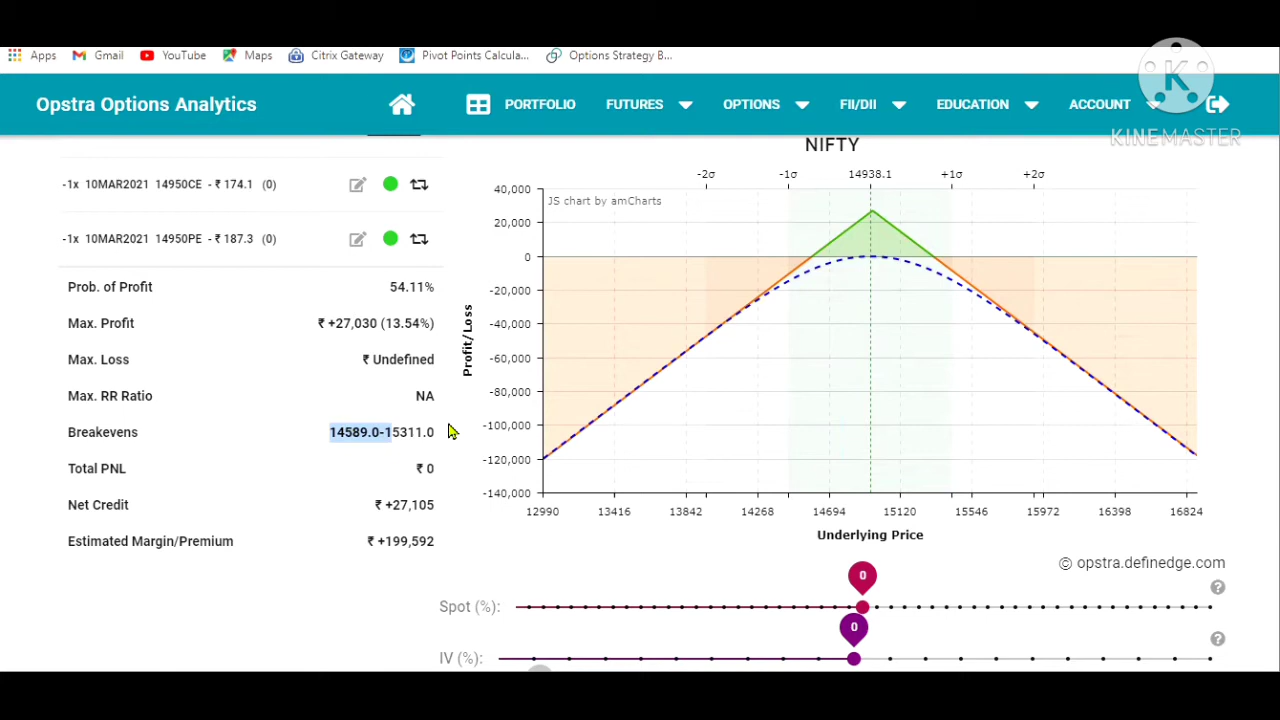 Apps Gmail YouTube Maps Citrix Gateway Pivot Points Calcula... Options Strategy B...
Opstra Options Analytics PORTFOLIO FUTURES OPTIONS FII/DII EDUCATION ACCOUNT
K
KINEMASTER
NIFTY
-2σ -1σ 14938.1 +1σ +2σ
-1x 10MAR2021 14950CE - ₹ 174.1 (0)
-1x 10MAR2021 14950PE - ₹ 187.3 (0)
Prob. of Profit 54.11%
Max. Profit ₹ +27,030 (13.54%)
Max. Loss ₹ Undefined
Max. RR Ratio NA
Breakevens 14589.0-15311.0
Total PNL ₹ 0
Net Credit ₹ +27,105
Estimated Margin/Premium ₹ +199,592
JS chart by amCharts
Profit/Loss
40,000
20,000
0
-20,000
-40,000
-60,000
-80,000
-100,000
-120,000
-140,000
12990 13416 13842 14268 14694 15120 15546 15972 16398 16824
Underlying Price
© opstra.definedge.com
0
Spot (%): ?
0
IV (%): ?